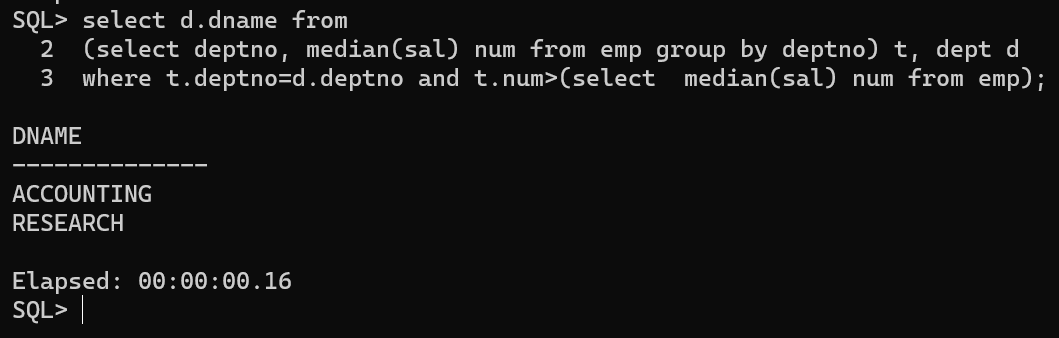 SQL> select d.dname from
  2  (select deptno, median(sal) num from emp group by deptno) t, dept d
  3  where t.deptno=d.deptno and t.num>(select  median(sal) num from emp);

DNAME
--------------
ACCOUNTING
RESEARCH

Elapsed: 00:00:00.16
SQL>